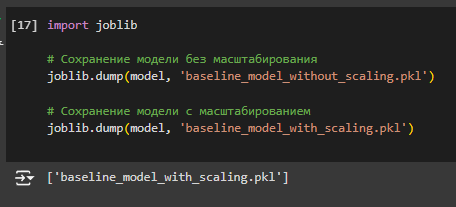 [17] import joblib
# Сохранение модели без масштабирования
joblib.dump(model, 'baseline_model_without_scaling.pkl')
# Сохранение модели с масштабированием
joblib.dump(model, 'baseline_model_with_scaling.pkl')
['baseline_model_with_scaling.pkl']